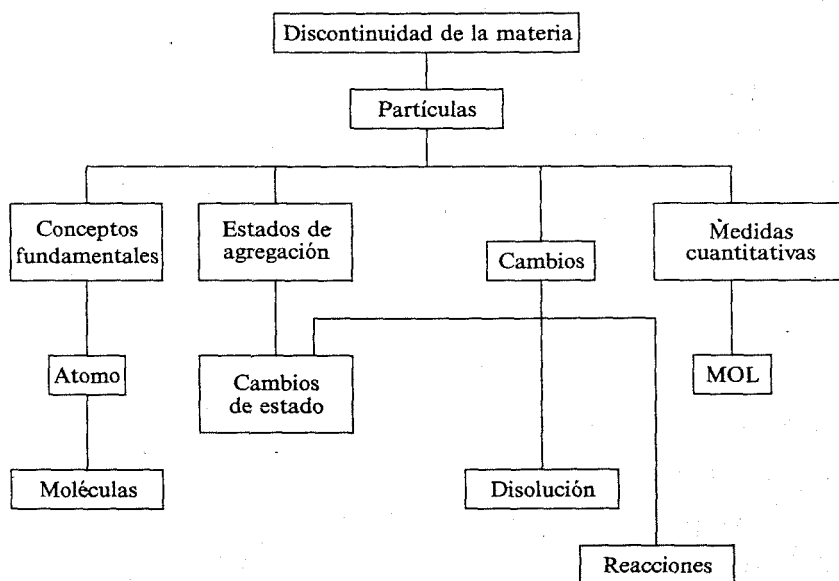 Discontinuidad de la materia
Partículas
Conceptos
fundamentales
Estados de
agregación
Cambios
Medidas
cuantitativas
Atomo
Cambios
de estado
MOL
Moléculas
Disolución
Reacciones